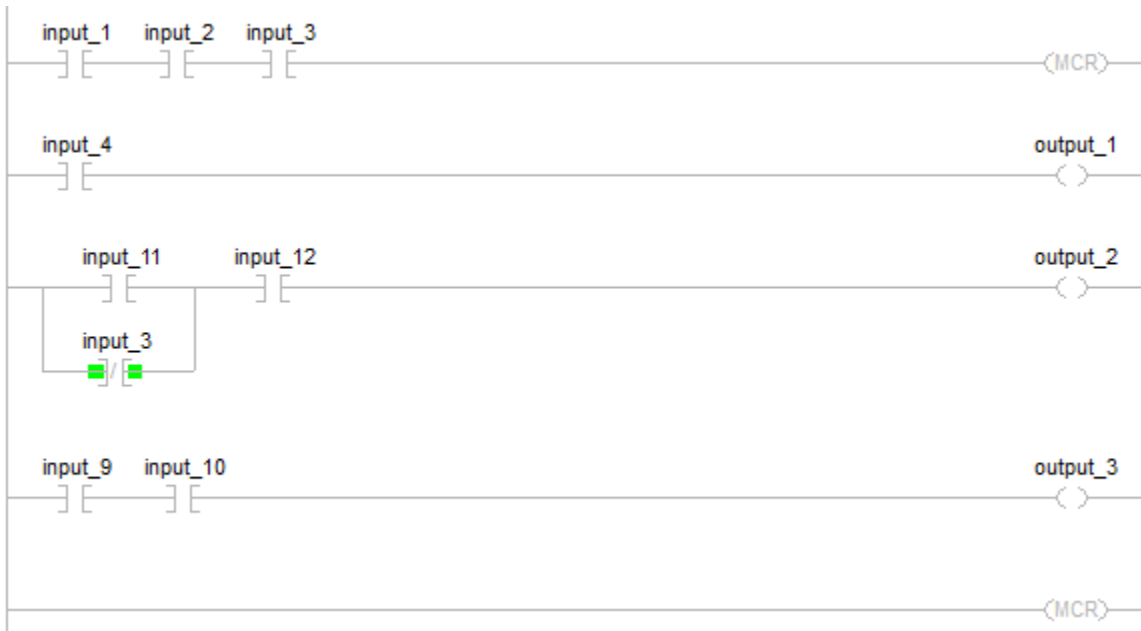 input_1 input_2 input_3
(MCR)
input_4 output_1
input_11 input_12 output_2
input_3
input_9 input_10 output_3
(MCR)